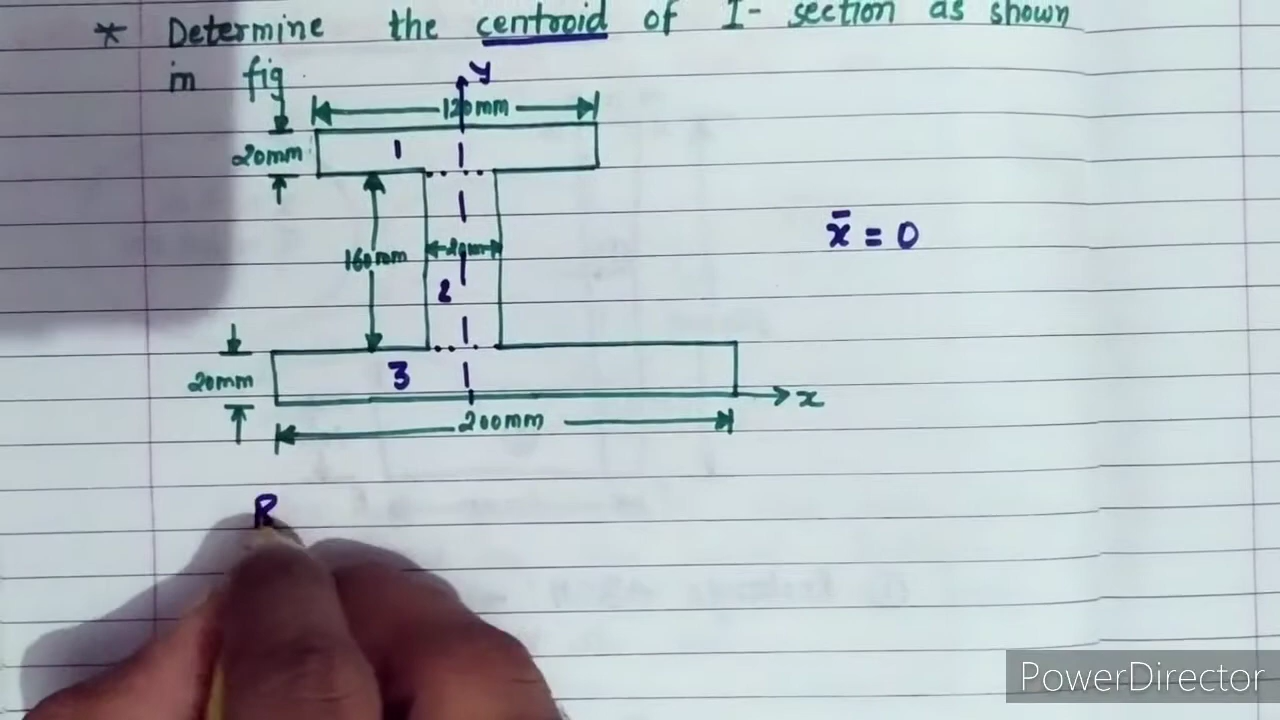 * Determine the centroid of I- section as shown
in fig
y
120mm
20mm
1
160mm
20mm
2
x̄ = 0
20mm
3
x
200mm
R
PowerDirector